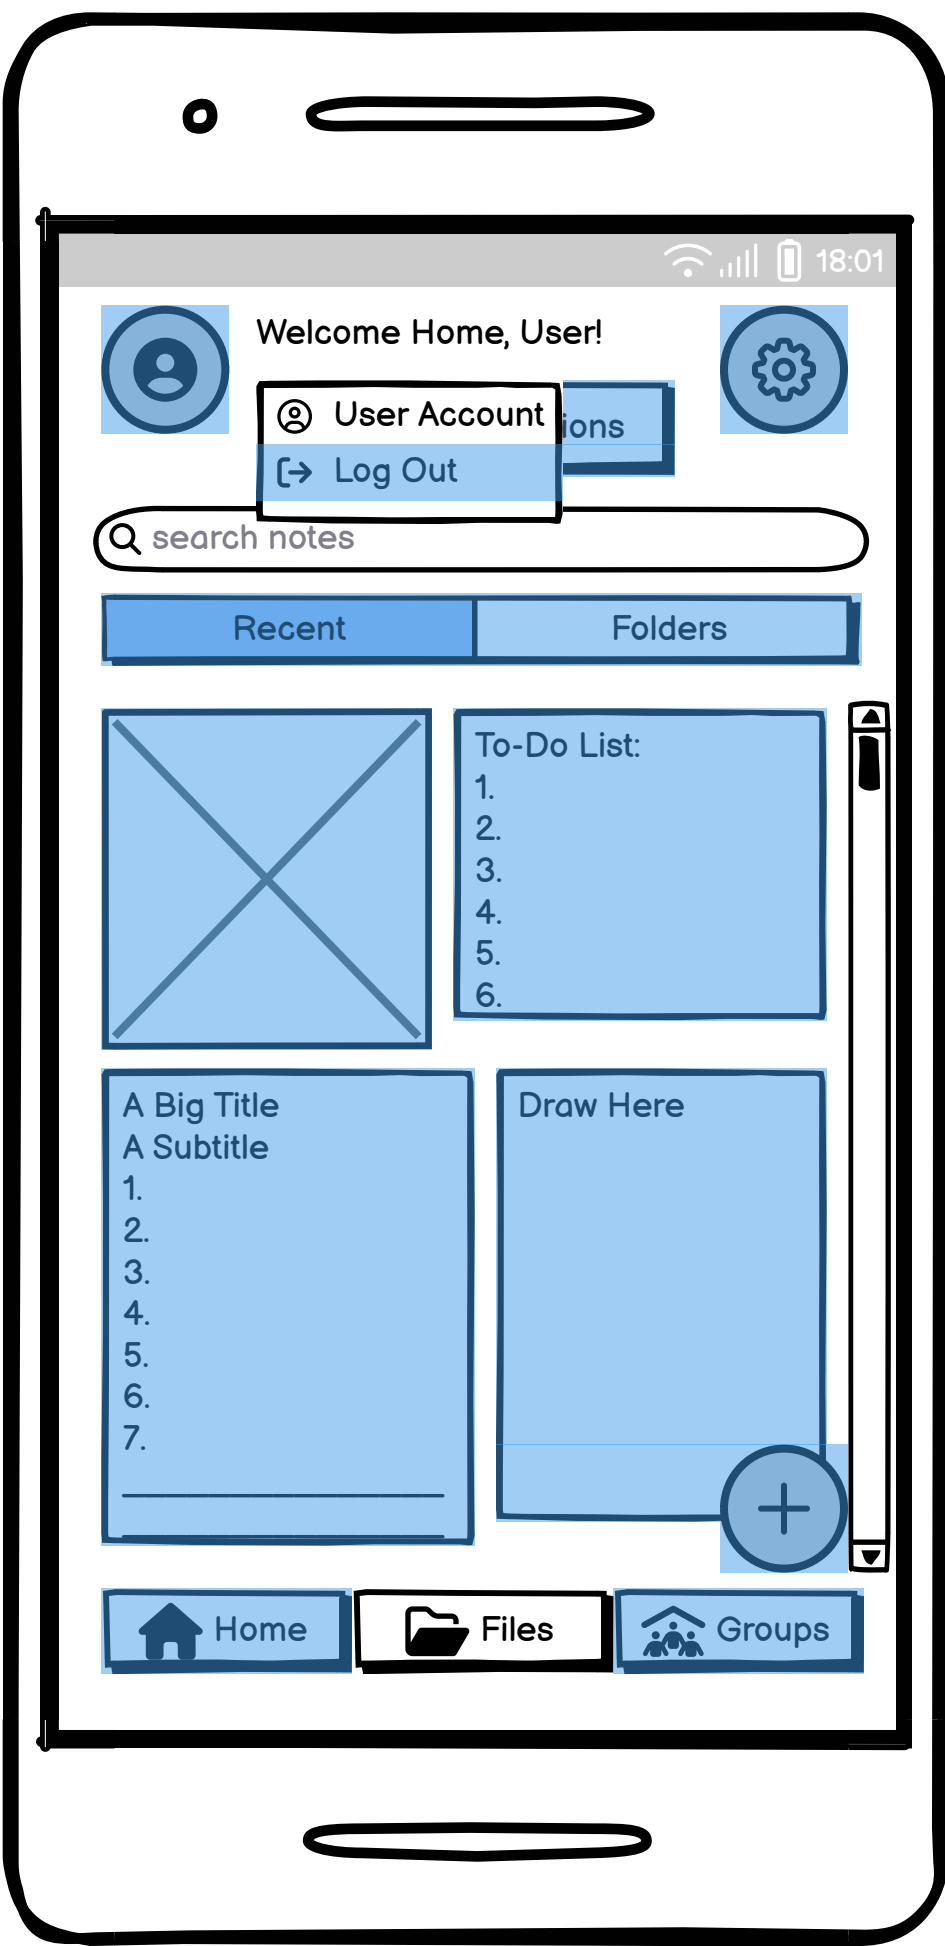 18:01
Welcome Home, User!
User Account
ions
Log Out
search notes
Recent Folders
To-Do List:
1.
2.
3.
4.
5.
6.
A Big Title
A Subtitle
1.
2.
3.
4.
5.
6.
7.
Draw Here
Home Files Groups